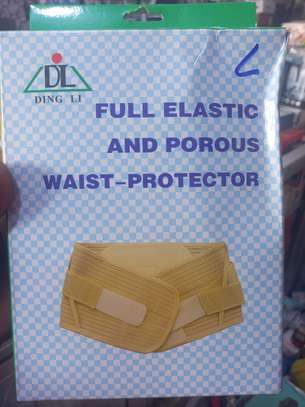 DL
DING LI
L
FULL ELASTIC
AND POROUS
WAIST-PROTECTOR